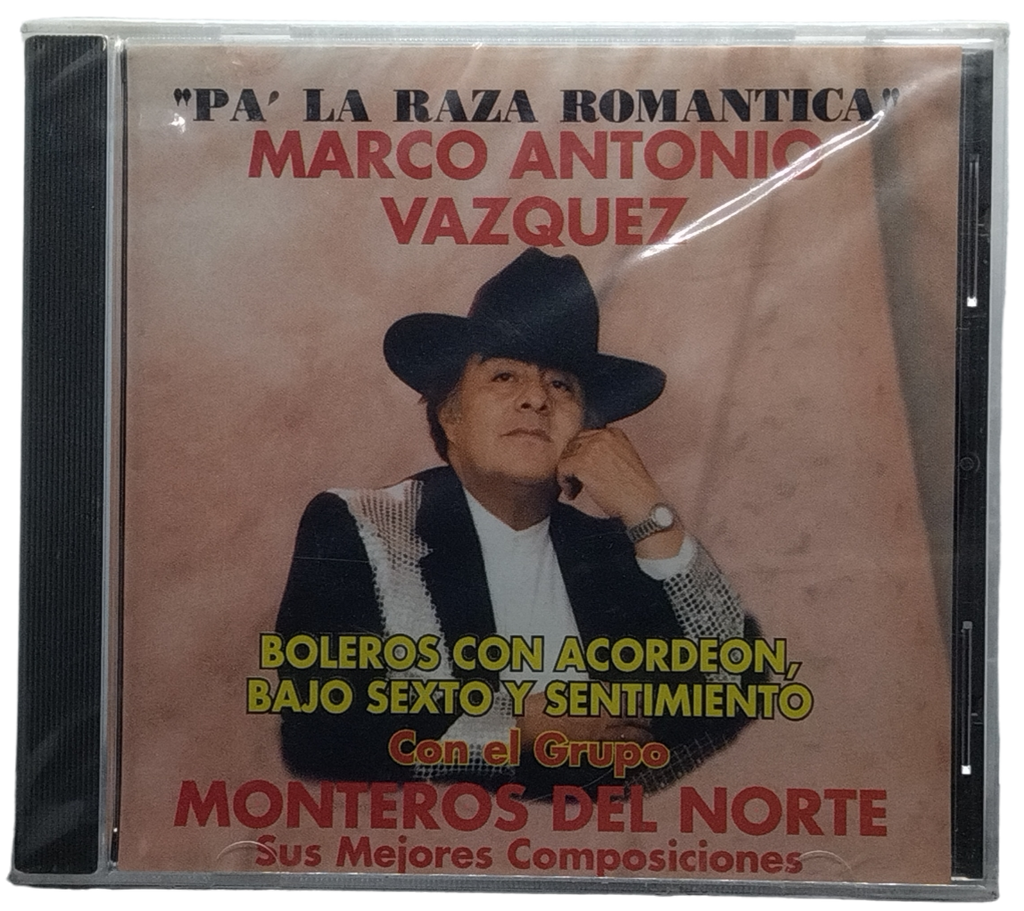 "PA' LA RAZA ROMANTICA"
MARCO ANTONIO
VAZQUEZ
BOLEROS CON ACORDEON,
BAJO SEXTO Y SENTIMIENTO
Con el Grupo
MONTEROS DEL NORTE
Sus Mejores Composiciones